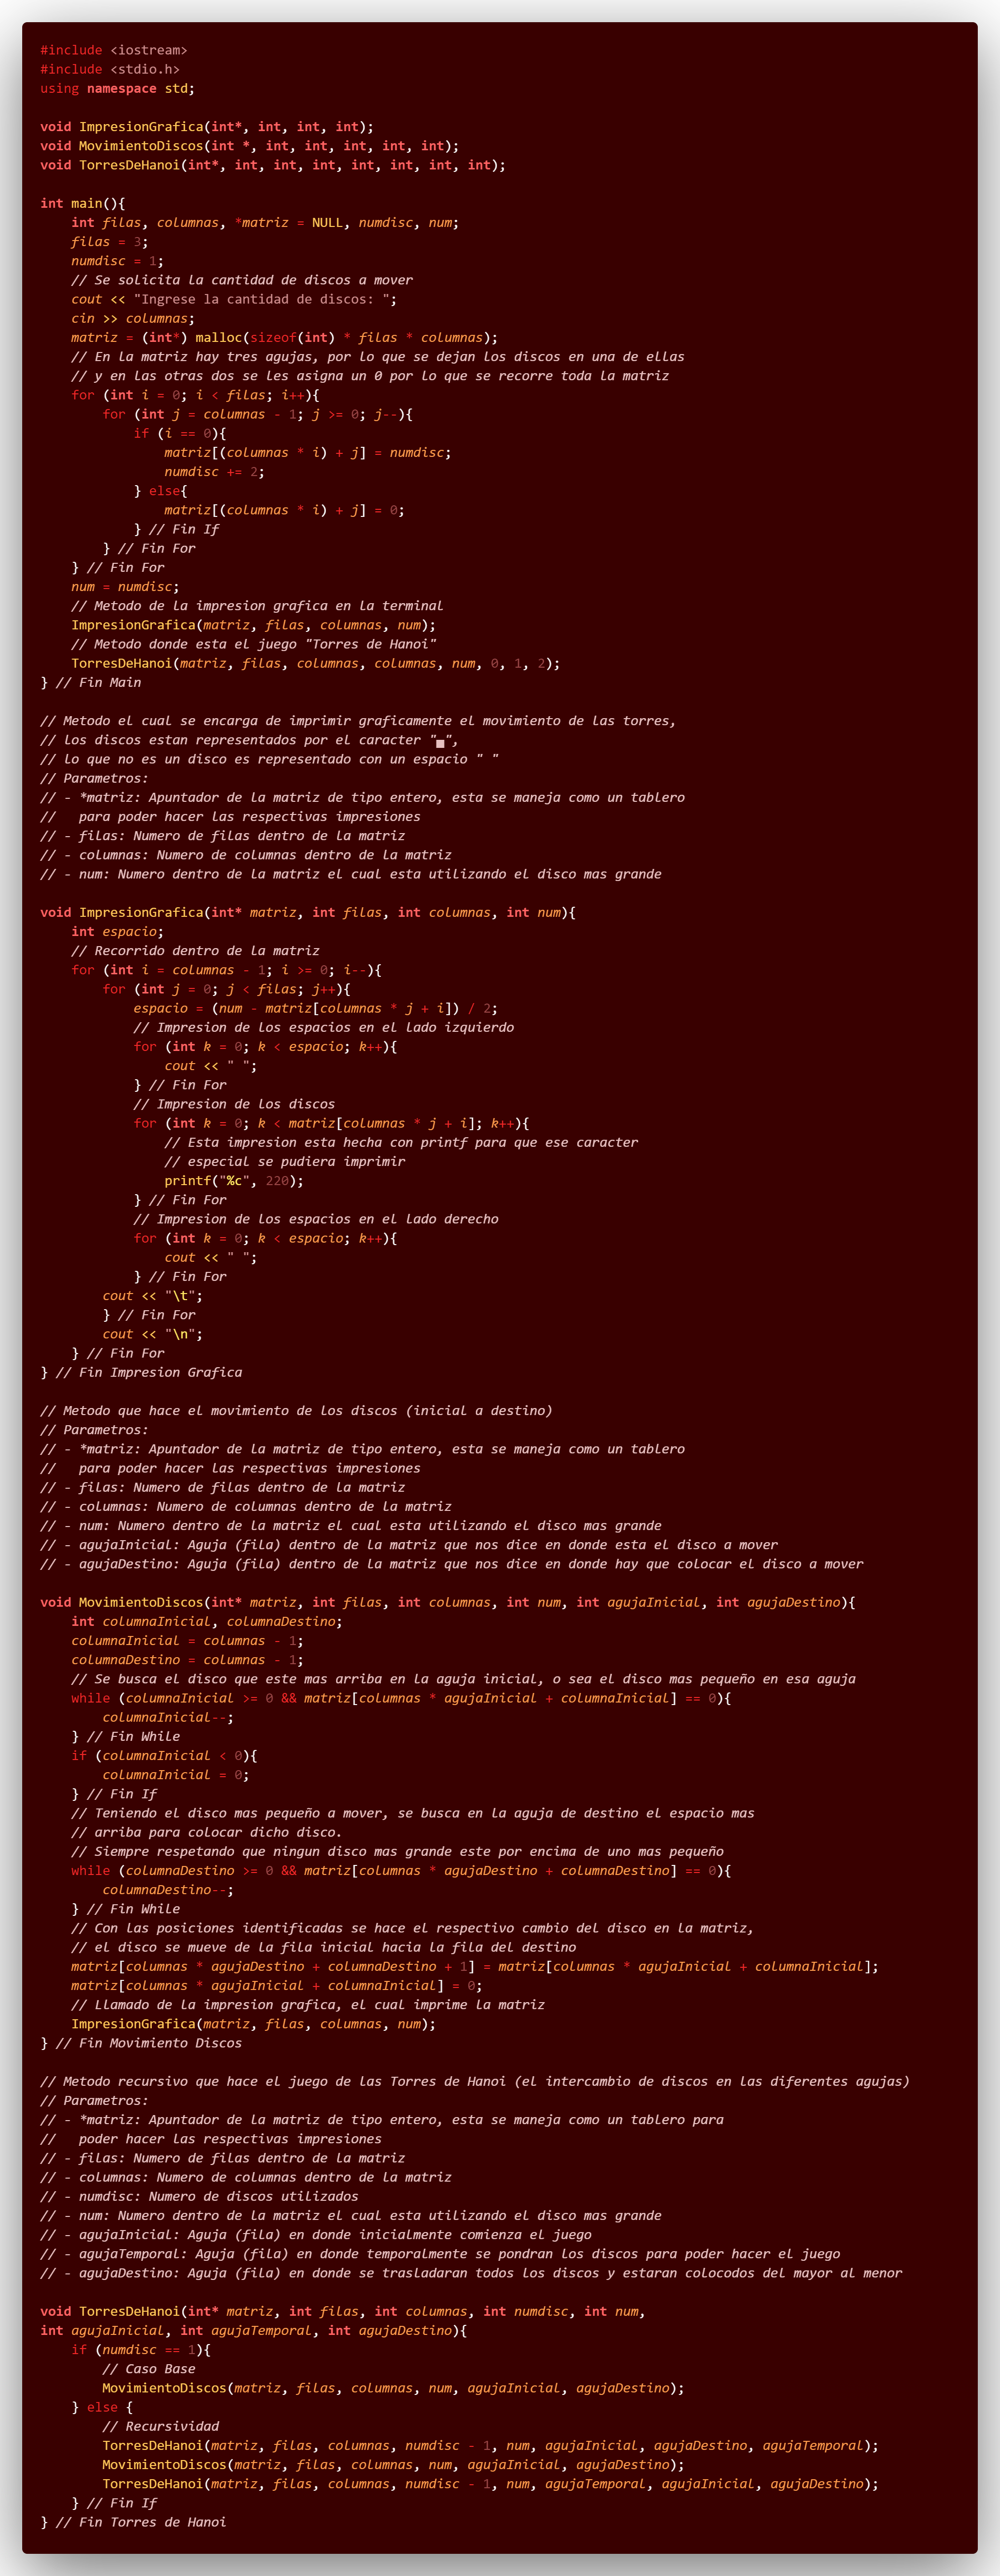 #include <iostream>
#include <stdio.h>
using namespace std;

void ImpresionGrafica(int*, int, int, int);
void MovimientoDiscos(int *, int, int, int, int, int);
void TorresDeHanoi(int*, int, int, int, int, int, int, int);

int main(){
    int filas, columnas, *matriz = NULL, numdisc, num;
    filas = 3;
    numdisc = 1;
    // Se solicita la cantidad de discos a mover
    cout << "Ingrese la cantidad de discos: ";
    cin >> columnas;
    matriz = (int*) malloc(sizeof(int) * filas * columnas);
    // En la matriz hay tres agujas, por lo que se dejan los discos en una de ellas
    // y en las otras dos se les asigna un 0 por lo que se recorre toda la matriz
    for (int i = 0; i < filas; i++){
        for (int j = columnas - 1; j >= 0; j--){
            if (i == 0){
                matriz[(columnas * i) + j] = numdisc;
                numdisc += 2;
            } else{
                matriz[(columnas * i) + j] = 0;
            } // Fin If
        } // Fin For
    } // Fin For
    num = numdisc;
    // Metodo de la impresion grafica en la terminal
    ImpresionGrafica(matriz, filas, columnas, num);
    // Metodo donde esta el juego "Torres de Hanoi"
    TorresDeHanoi(matriz, filas, columnas, columnas, num, 0, 1, 2);
} // Fin Main

// Metodo el cual se encarga de imprimir graficamente el movimiento de las torres,
// los discos estan representados por el caracter "▄",
// lo que no es un disco es representado con un espacio " "
// Parametros:
// - *matriz: Apuntador de la matriz de tipo entero, esta se maneja como un tablero
//   para poder hacer las respectivas impresiones
// - filas: Numero de filas dentro de la matriz
// - columnas: Numero de columnas dentro de la matriz
// - num: Numero dentro de la matriz el cual esta utilizando el disco mas grande

void ImpresionGrafica(int* matriz, int filas, int columnas, int num){
    int espacio;
    // Recorrido dentro de la matriz
    for (int i = columnas - 1; i >= 0; i--){
        for (int j = 0; j < filas; j++){
            espacio = (num - matriz[columnas * j + i]) / 2;
            // Impresion de los espacios en el lado izquierdo
            for (int k = 0; k < espacio; k++){
                cout << " ";
            } // Fin For
            // Impresion de los discos
            for (int k = 0; k < matriz[columnas * j + i]; k++){
                // Esta impresion esta hecha con printf para que ese caracter
                // especial se pudiera imprimir
                printf("%c", 220);
            } // Fin For
            // Impresion de los espacios en el lado derecho
            for (int k = 0; k < espacio; k++){
                cout << " ";
            } // Fin For
        cout << "\t";
        } // Fin For
        cout << "\n";
    } // Fin For
} // Fin Impresion Grafica

// Metodo que hace el movimiento de los discos (inicial a destino)
// Parametros:
// - *matriz: Apuntador de la matriz de tipo entero, esta se maneja como un tablero
//   para poder hacer las respectivas impresiones
// - filas: Numero de filas dentro de la matriz
// - columnas: Numero de columnas dentro de la matriz
// - num: Numero dentro de la matriz el cual esta utilizando el disco mas grande
// - agujaInicial: Aguja (fila) dentro de la matriz que nos dice en donde esta el disco a mover
// - agujaDestino: Aguja (fila) dentro de la matriz que nos dice en donde hay que colocar el disco a mover

void MovimientoDiscos(int* matriz, int filas, int columnas, int num, int agujaInicial, int agujaDestino){
    int columnaInicial, columnaDestino;
    columnaInicial = columnas - 1;
    columnaDestino = columnas - 1;
    // Se busca el disco que este mas arriba en la aguja inicial, o sea el disco mas pequeño en esa aguja
    while (columnaInicial >= 0 && matriz[columnas * agujaInicial + columnaInicial] == 0){
        columnaInicial--;
    } // Fin While
    if (columnaInicial < 0){
        columnaInicial = 0;
    } // Fin If
    // Teniendo el disco mas pequeño a mover, se busca en la aguja de destino el espacio mas
    // arriba para colocar dicho disco.
    // Siempre respetando que ningun disco mas grande este por encima de uno mas pequeño
    while (columnaDestino >= 0 && matriz[columnas * agujaDestino + columnaDestino] == 0){
        columnaDestino--;
    } // Fin While
    // Con las posiciones identificadas se hace el respectivo cambio del disco en la matriz,
    // el disco se mueve de la fila inicial hacia la fila del destino
    matriz[columnas * agujaDestino + columnaDestino + 1] = matriz[columnas * agujaInicial + columnaInicial];
    matriz[columnas * agujaInicial + columnaInicial] = 0;
    // Llamado de la impresion grafica, el cual imprime la matriz
    ImpresionGrafica(matriz, filas, columnas, num);
} // Fin Movimiento Discos

// Metodo recursivo que hace el juego de las Torres de Hanoi (el intercambio de discos en las diferentes agujas)
// Parametros:
// - *matriz: Apuntador de la matriz de tipo entero, esta se maneja como un tablero para
//   poder hacer las respectivas impresiones
// - filas: Numero de filas dentro de la matriz
// - columnas: Numero de columnas dentro de la matriz
// - numdisc: Numero de discos utilizados
// - num: Numero dentro de la matriz el cual esta utilizando el disco mas grande
// - agujaInicial: Aguja (fila) en donde inicialmente comienza el juego
// - agujaTemporal: Aguja (fila) en donde temporalmente se pondran los discos para poder hacer el juego
// - agujaDestino: Aguja (fila) en donde se trasladaran todos los discos y estaran colocodos del mayor al menor

void TorresDeHanoi(int* matriz, int filas, int columnas, int numdisc, int num,
int agujaInicial, int agujaTemporal, int agujaDestino){
    if (numdisc == 1){
        // Caso Base
        MovimientoDiscos(matriz, filas, columnas, num, agujaInicial, agujaDestino);
    } else {
        // Recursividad
        TorresDeHanoi(matriz, filas, columnas, numdisc - 1, num, agujaInicial, agujaDestino, agujaTemporal);
        MovimientoDiscos(matriz, filas, columnas, num, agujaInicial, agujaDestino);
        TorresDeHanoi(matriz, filas, columnas, numdisc - 1, num, agujaTemporal, agujaInicial, agujaDestino);
    } // Fin If
} // Fin Torres de Hanoi